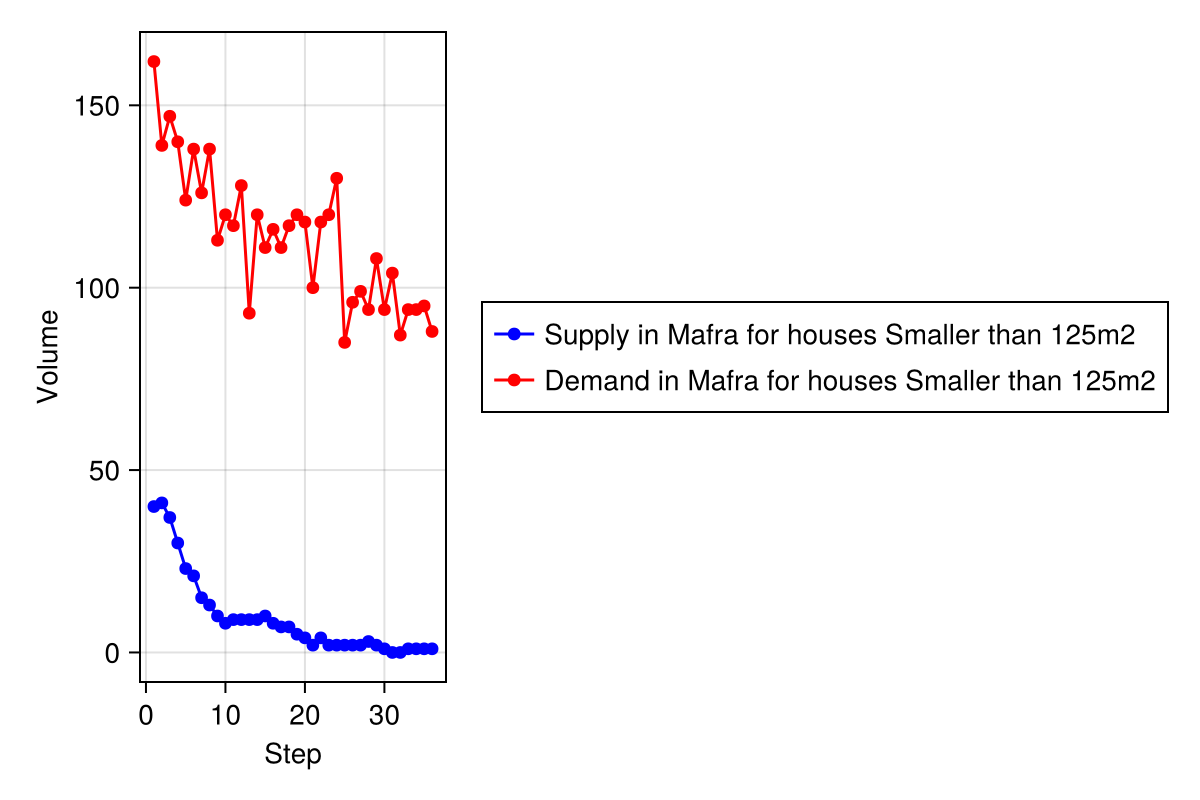 Volume
150
100
50
0
0 10 20 30
Step
Supply in Mafra for houses Smaller than 125m2
Demand in Mafra for houses Smaller than 125m2